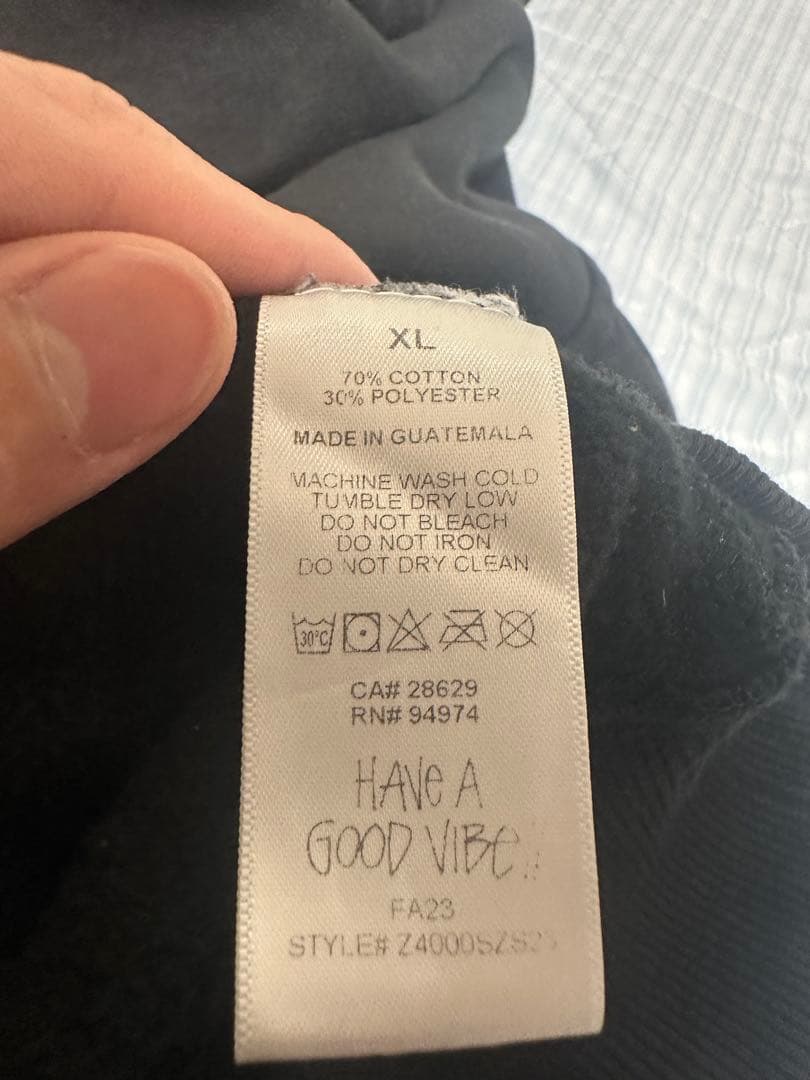 XL
70% COTTON
30% POLYESTER
MADE IN GUATEMALA
MACHINE WASH COLD
TUMBLE DRY LOW
DO NOT BLEACH
DO NOT IRON
DO NOT DRY CLEAN
30°C
CA# 28629
RN# 94974
HAVE A
GOOD VIBE!!
FA23
STYLE#